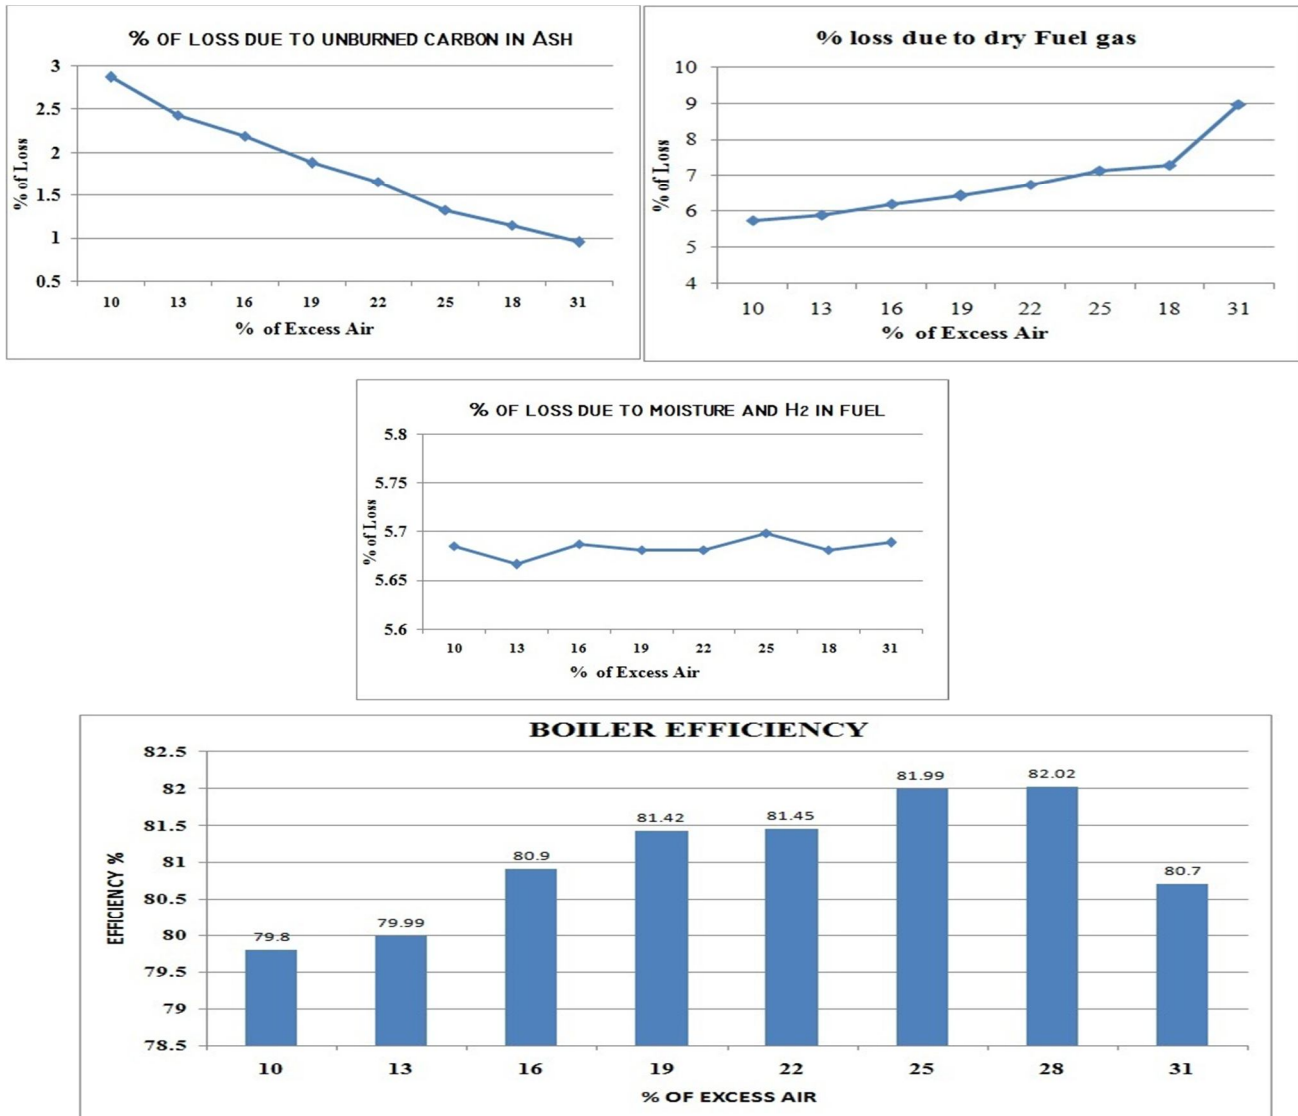 % OF LOSS DUE TO UNBURNED CARBON IN ASH
3
2.5
2
1.5
1
0.5
% of Loss
10 13 16 19 22 25 18 31
% of Excess Air
% loss due to dry Fuel gas
10
9
8
7
6
5
4
% of Loss
10 13 16 19 22 25 18 31
% of Excess Air
% OF LOSS DUE TO MOISTURE AND H2 IN FUEL
5.8
5.75
5.7
5.65
5.6
% of Loss
10 13 16 19 22 25 18 31
% of Excess Air
BOILER EFFICIENCY
82.5
82
81.5
81
80.5
80
79.5
79
78.5
EFFICIENCY %
79.8 79.99 80.9 81.42 81.45 81.99 82.02 80.7
10 13 16 19 22 25 28 31
% OF EXCESS AIR